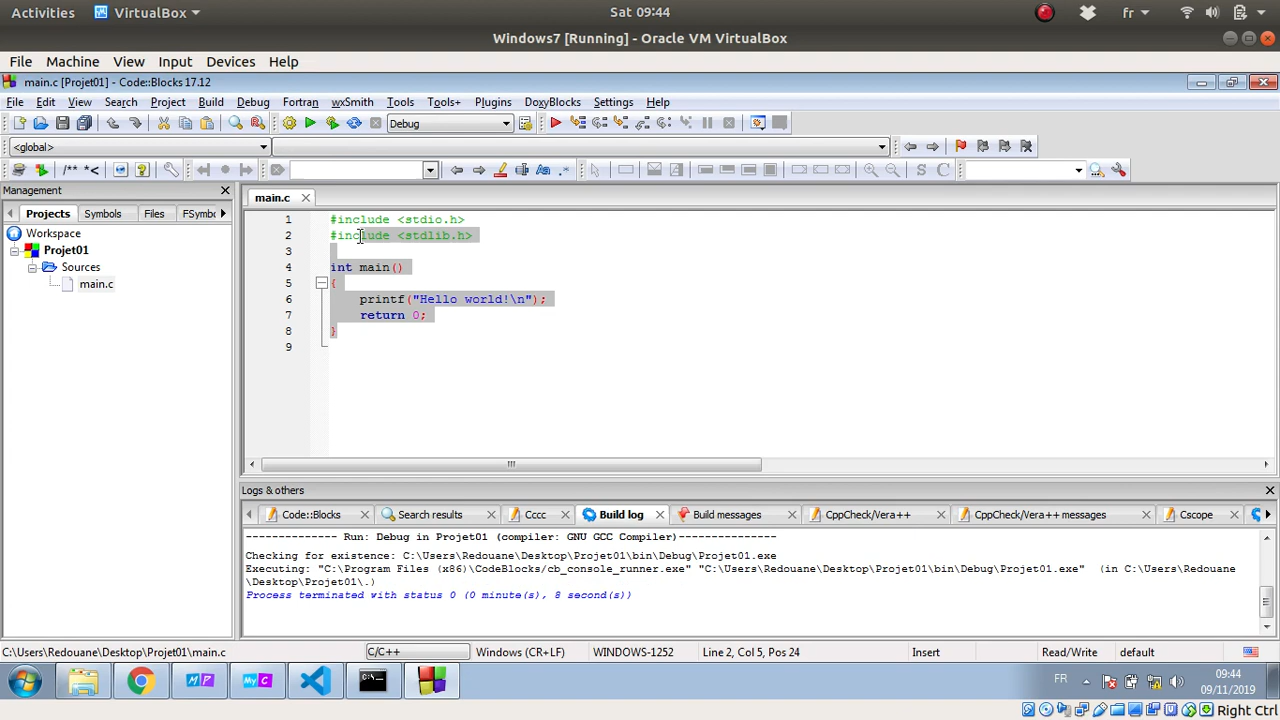 Activities VirtualBox Sat 09:44 fr
Windows7 [Running] - Oracle VM VirtualBox
File Machine View Input Devices Help
main.c [Projet01] - Code::Blocks 17.12
File Edit View Search Project Build Debug Fortran wxSmith Tools Tools+ Plugins DoxyBlocks Settings Help
Debug
<global>
/** *< Aa .* S C
Management
Projects Symbols Files FSymbo
main.c
Workspace
Projet01
Sources
main.c
1 #include <stdio.h>
2 #include <stdlib.h>
3
4 int main()
5 {
6 printf("Hello world!\n");
7 return 0;
8 }
9
Logs & others
Code::Blocks Search results Cccc Build log Build messages CppCheck/Vera++ CppCheck/Vera++ messages Cscope
-------------- Run: Debug in Projet01 (compiler: GNU GCC Compiler)---------------
Checking for existence: C:\Users\Redouane\Desktop\Projet01\bin\Debug\Projet01.exe
Executing: "C:\Program Files (x86)\CodeBlocks/cb_console_runner.exe" "C:\Users\Redouane\Desktop\Projet01\bin\Debug\Projet01.exe"  (in C:\Users\Redouane
\Desktop\Projet01\.)
Process terminated with status 0 (0 minute(s), 8 second(s))
C:\Users\Redouane\Desktop\Projet01\main.c C/C++ Windows (CR+LF) WINDOWS-1252 Line 2, Col 5, Pos 24 Insert Read/Write default
FR 09:44
09/11/2019
Right Ctrl